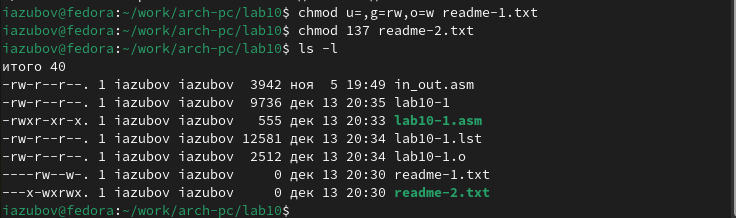 iazubov@fedora:~/work/arch-pc/lab10$ chmod u=,g=rw,o=w readme-1.txt
iazubov@fedora:~/work/arch-pc/lab10$ chmod 137 readme-2.txt
iazubov@fedora:~/work/arch-pc/lab10$ ls -l
итого 40
-rw-r--r--. 1 iazubov iazubov  3942 ноя  5 19:49 in_out.asm
-rw-r--r--. 1 iazubov iazubov  9736 дек 13 20:35 lab10-1
-rwxr-xr-x. 1 iazubov iazubov   555 дек 13 20:33 lab10-1.asm
-rw-r--r--. 1 iazubov iazubov 12581 дек 13 20:34 lab10-1.lst
-rw-r--r--. 1 iazubov iazubov  2512 дек 13 20:34 lab10-1.o
----rw--w-. 1 iazubov iazubov     0 дек 13 20:30 readme-1.txt
---x-wxrwx. 1 iazubov iazubov     0 дек 13 20:30 readme-2.txt
iazubov@fedora:~/work/arch-pc/lab10$